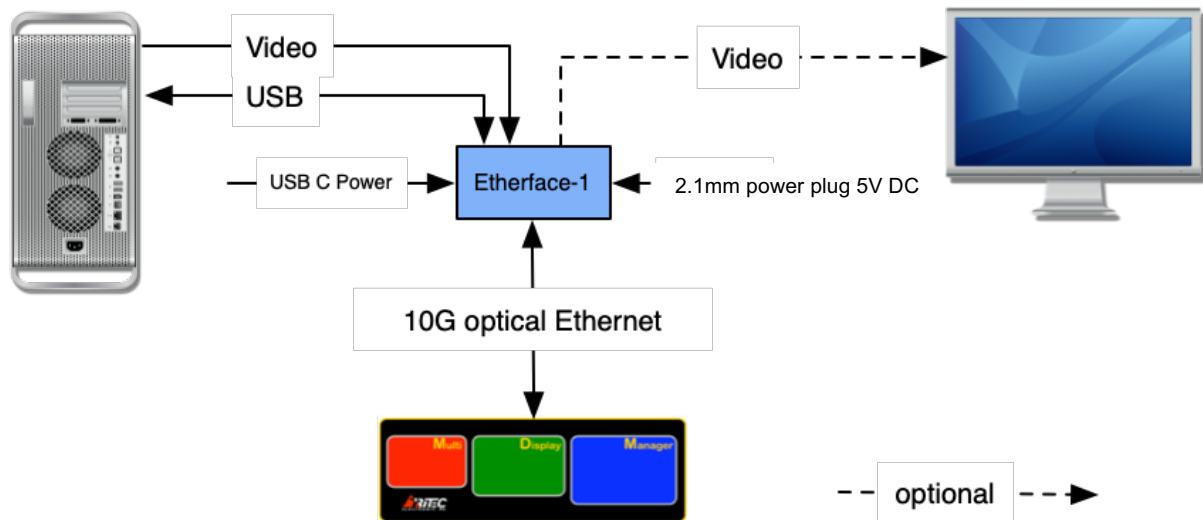 Video
Video
USB
USB C Power
Etherface-1
2.1mm power plug 5V DC
10G optical Ethernet
Multi
Display
Manager
optional